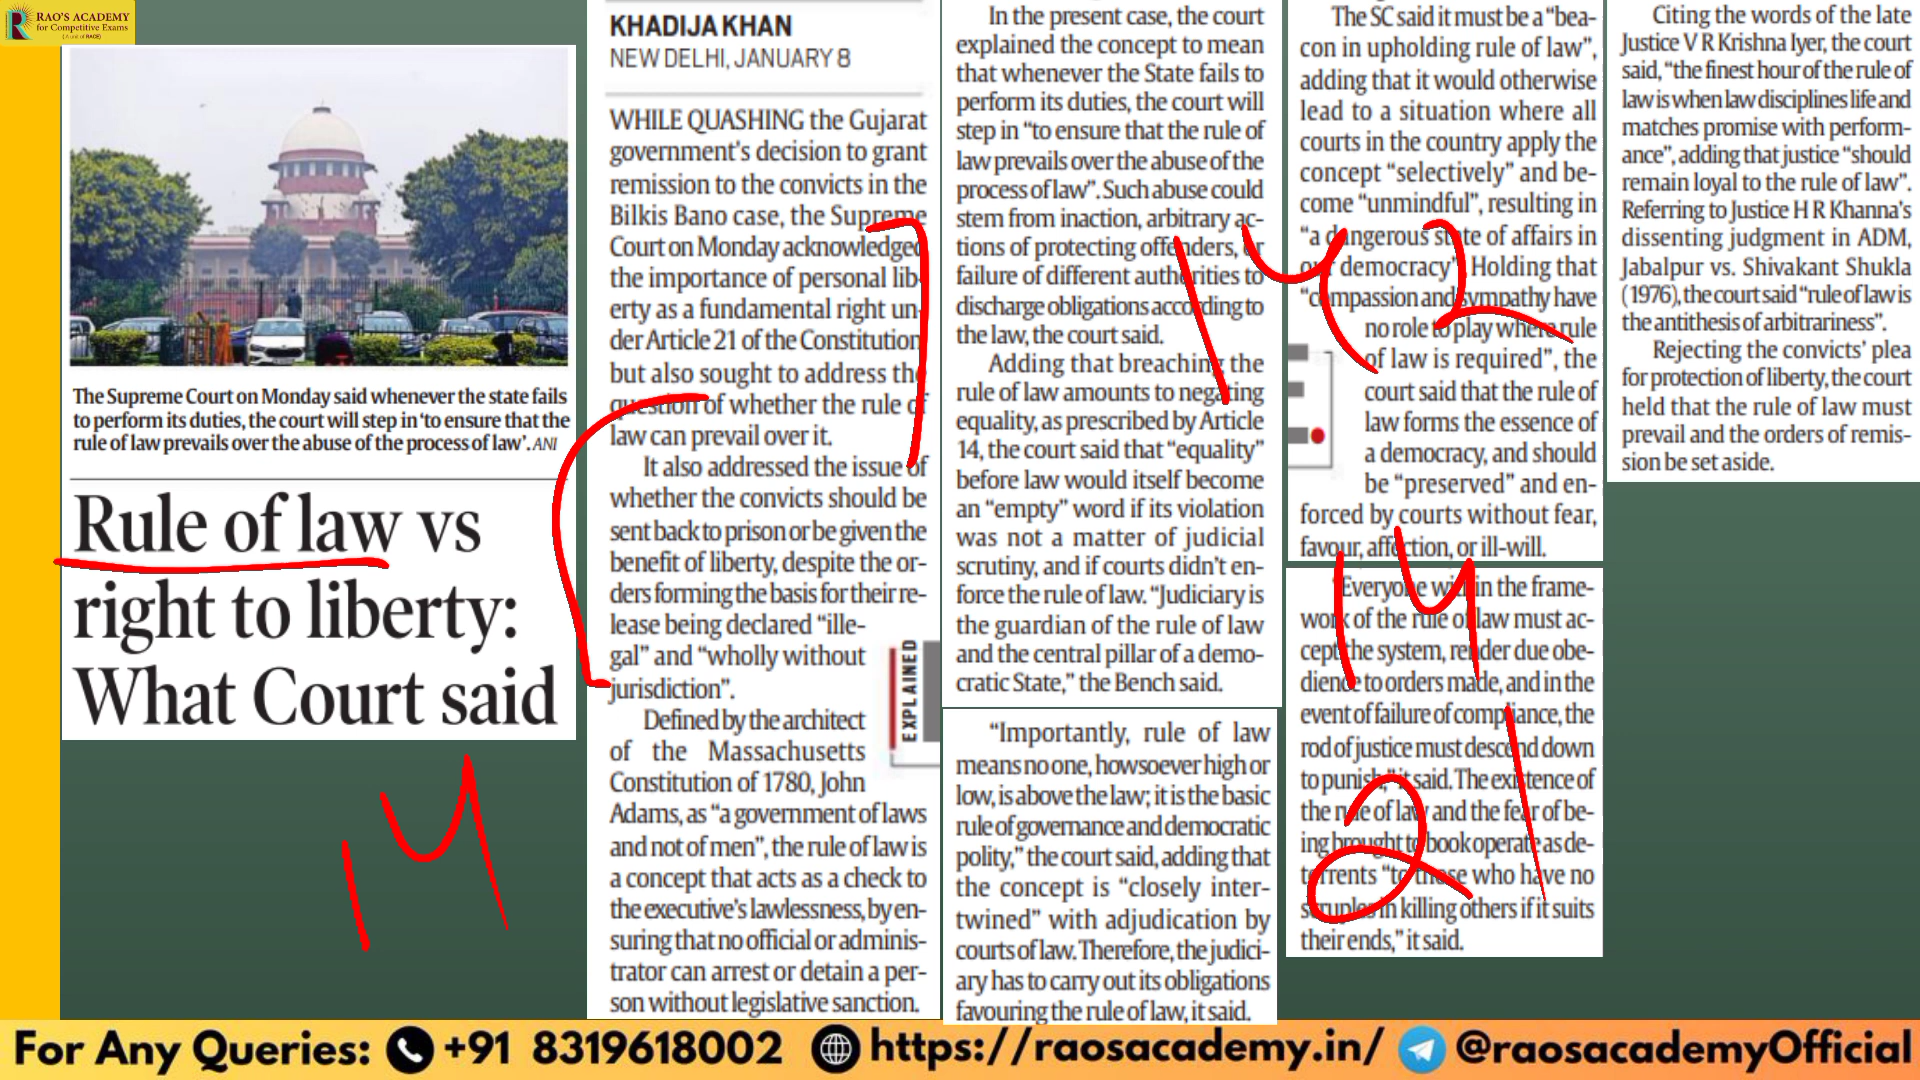 RAO'S ACADEMY
for Competitive Exams
(A unit of RACE)
The Supreme Court on Monday said whenever the state fails
to perform its duties, the court will step in ‘to ensure that the
rule of law prevails over the abuse of the process of law’. ANI
Rule of law vs
right to liberty:
What Court said
14
KHADIJA KHAN
NEW DELHI, JANUARY 8
WHILE QUASHING the Gujarat
government's decision to grant
remission to the convicts in the
Bilkis Bano case, the Supreme
Court on Monday acknowledged
the importance of personal lib-
erty as a fundamental right un-
der Article 21 of the Constitution
but also sought to address the
question of whether the rule of
law can prevail over it.
It also addressed the issue of
whether the convicts should be
sent back to prison or be given the
benefit of liberty, despite the or-
ders forming the basis for their re-
lease being declared “ille-
gal” and “wholly without
jurisdiction”.
Defined by the architect
of the Massachusetts
Constitution of 1780, John
Adams, as “a government of laws
and not of men”, the rule of law is
a concept that acts as a check to
the executive's lawlessness, by en-
suring that no official or adminis-
trator can arrest or detain a per-
son without legislative sanction.
EXPLAINED
In the present case, the court
explained the concept to mean
that whenever the State fails to
perform its duties, the court will
step in “to ensure that the rule of
law prevails over the abuse of the
process of law”. Such abuse could
stem from inaction, arbitrary ac-
tions of protecting offenders, or
failure of different authorities to
discharge obligations according to
the law, the court said.
Adding that breaching the
rule of law amounts to negating
equality, as prescribed by Article
14, the court said that “equality”
before law would itself become
an “empty” word if its violation
was not a matter of judicial
scrutiny, and if courts didn't en-
force the rule of law. “Judiciary is
the guardian of the rule of law
and the central pillar of a demo-
cratic State,” the Bench said.
“Importantly, rule of law
means no one, howsoever high or
low, is above the law; it is the basic
rule of governance and democratic
polity,” the court said, adding that
the concept is “closely inter-
twined” with adjudication by
courts of law. Therefore, the judici-
ary has to carry out its obligations
favouring the rule of law, it said.
The SC said it must be a “bea-
con in upholding rule of law”,
adding that it would otherwise
lead to a situation where all
courts in the country apply the
concept “selectively” and be-
come “unmindful”, resulting in
“a dangerous state of affairs in
our democracy”. Holding that
“compassion and sympathy have
no role to play where rule
of law is required”, the
court said that the rule of
law forms the essence of
a democracy, and should
be “preserved” and en-
forced by courts without fear,
favour, affection, or ill-will.
“Everyone within the frame-
work of the rule of law must ac-
cept the system, render due obe-
dience to orders made, and in the
event of failure of compliance, the
rod of justice must descend down
to punish,” it said. The existence of
the rule of law and the fear of be-
ing brought to book operate as de-
terrents “to those who have no
scruples in killing others if it suits
their ends,” it said.
Citing the words of the late
Justice V R Krishna Iyer, the court
said, “the finest hour of the rule of
law is when law disciplines life and
matches promise with perform-
ance”, adding that justice “should
remain loyal to the rule of law”.
Referring to Justice H R Khanna's
dissenting judgment in ADM,
Jabalpur vs. Shivakant Shukla
(1976), the court said “rule of law is
the antithesis of arbitrariness”.
Rejecting the convicts' plea
for protection of liberty, the court
held that the rule of law must
prevail and the orders of remis-
sion be set aside.
For Any Queries: +91 8319618002 https://raosacademy.in/ @raosacademyOfficial